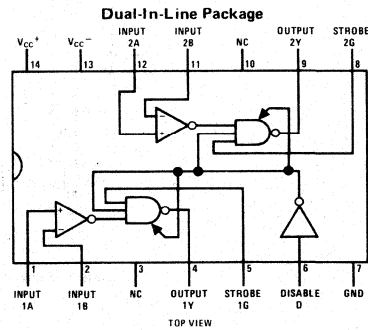 Dual-In-Line Package
VCC+ VCC− INPUT 2A INPUT 2B NC OUTPUT 2Y STROBE 2G
14 13 12 11 10 9 8
− +
+ −
1 2 3 4 5 6 7
INPUT 1A INPUT 1B NC OUTPUT 1Y STROBE 1G DISABLE D GND
TOP VIEW